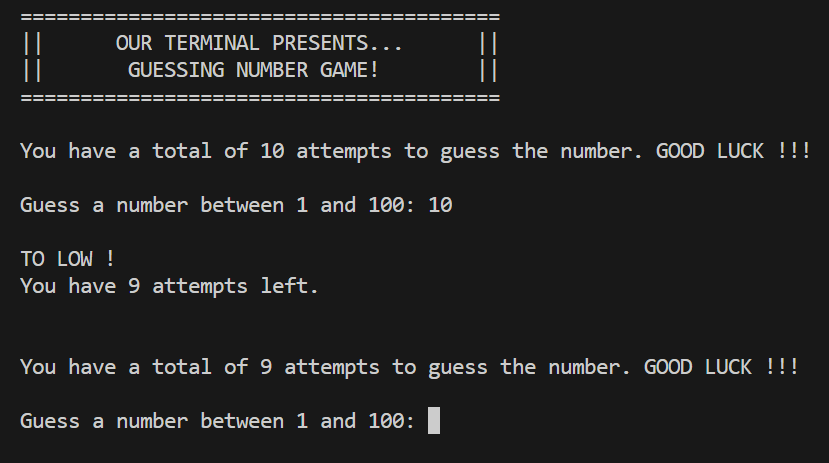 ========================================
||      OUR TERMINAL PRESENTS...      ||
||       GUESSING NUMBER GAME!        ||
========================================
You have a total of 10 attempts to guess the number. GOOD LUCK !!!
Guess a number between 1 and 100: 10
TO LOW !
You have 9 attempts left.
You have a total of 9 attempts to guess the number. GOOD LUCK !!!
Guess a number between 1 and 100: